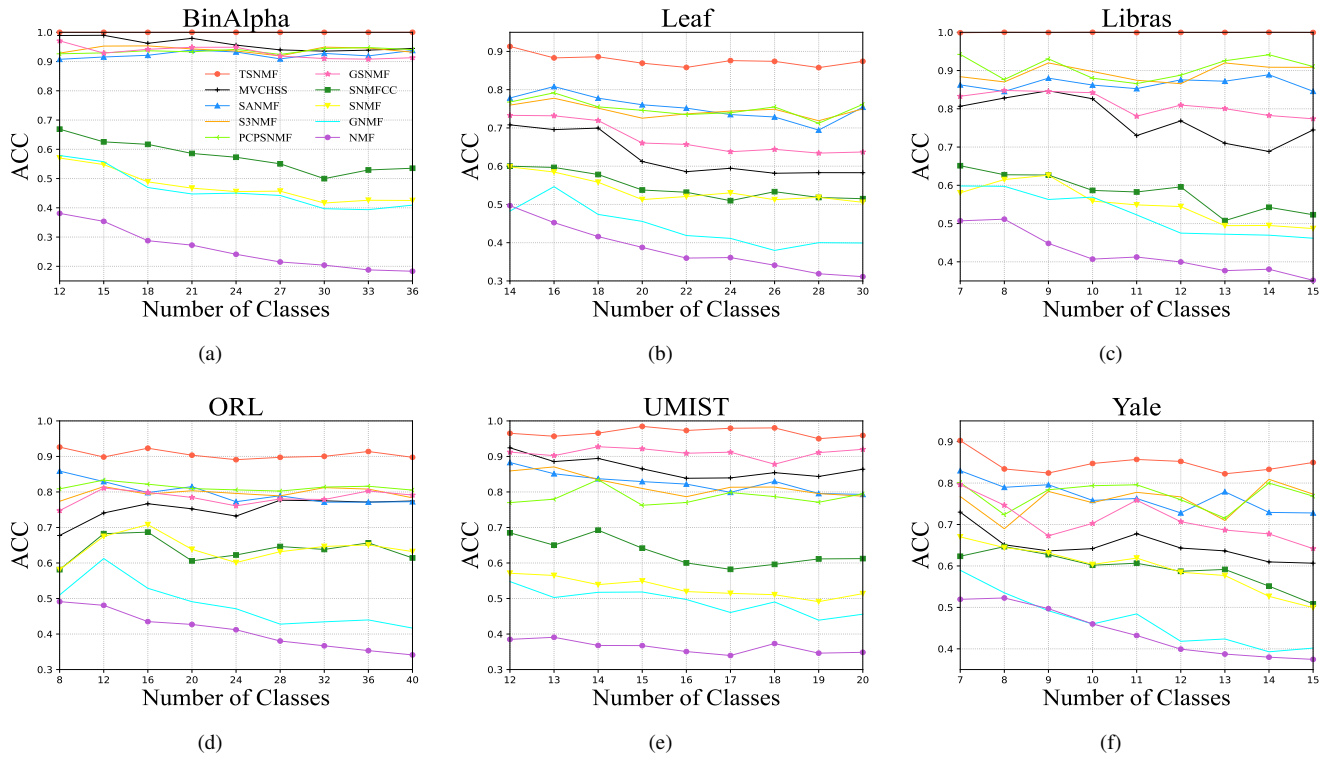 BinAlpha
Leaf
Libras
ACC
1.0
0.9
0.8
0.7
0.6
0.5
0.4
0.3
0.2
TSNMF
MVCHSS
SANMF
S3NMF
PCPSNMF
GSNMF
SNMFCC
SNMF
GNMF
NMF
12 15 18 21 24 27 30 33 36
Number of Classes
ACC
0.9
0.8
0.7
0.6
0.5
0.4
0.3
14 16 18 20 22 24 26 28 30
Number of Classes
ACC
1.0
0.9
0.8
0.7
0.6
0.5
0.4
7 8 9 10 11 12 13 14 15
Number of Classes
(a)
(b)
(c)
ORL
UMIST
Yale
ACC
1.0
0.9
0.8
0.7
0.6
0.5
0.4
0.3
8 12 16 20 24 28 32 36 40
Number of Classes
ACC
1.0
0.9
0.8
0.7
0.6
0.5
0.4
0.3
12 13 14 15 16 17 18 19 20
Number of Classes
ACC
0.9
0.8
0.7
0.6
0.5
0.4
7 8 9 10 11 12 13 14 15
Number of Classes
(d)
(e)
(f)